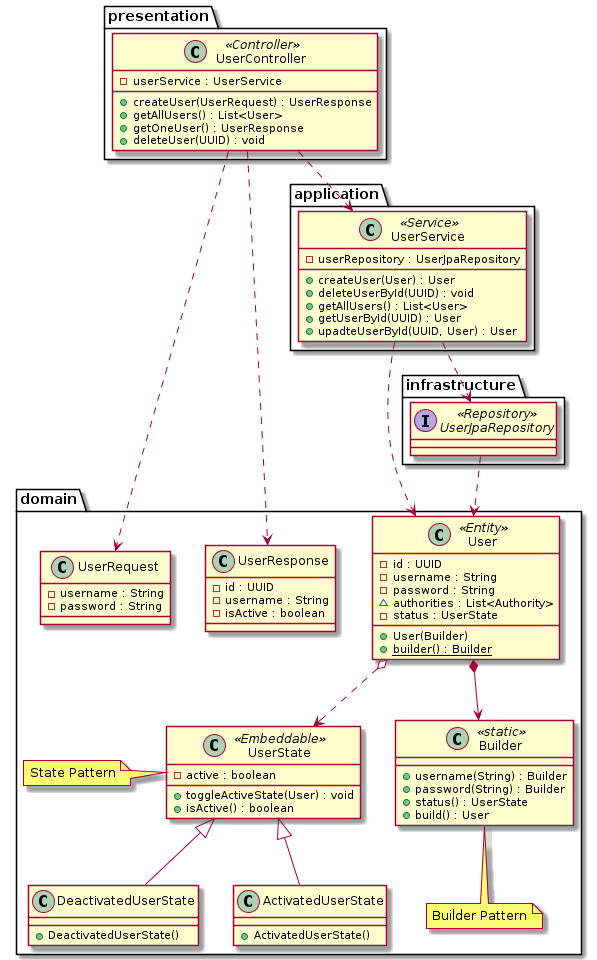 presentation
C
«Controller»
UserController
userService : UserService
createUser(UserRequest) : UserResponse
getAllUsers() : List<User>
getOneUser() : UserResponse
deleteUser(UUID) : void
application
C
«Service»
UserService
userRepository : UserJpaRepository
createUser(User) : User
deleteUserById(UUID) : void
getAllUsers() : List<User>
getUserById(UUID) : User
upadteUserById(UUID, User) : User
infrastructure
I
«Repository»
UserJpaRepository
domain
C
UserRequest
username : String
password : String
C
UserResponse
id : UUID
username : String
isActive : boolean
C
«Entity»
User
id : UUID
username : String
password : String
authorities : List<Authority>
status : UserState
User(Builder)
builder() : Builder
State Pattern
C
«Embeddable»
UserState
active : boolean
toggleActiveState(User) : void
isActive() : boolean
C
«static»
Builder
username(String) : Builder
password(String) : Builder
status() : UserState
build() : User
C
DeactivatedUserState
DeactivatedUserState()
C
ActivatedUserState
ActivatedUserState()
Builder Pattern